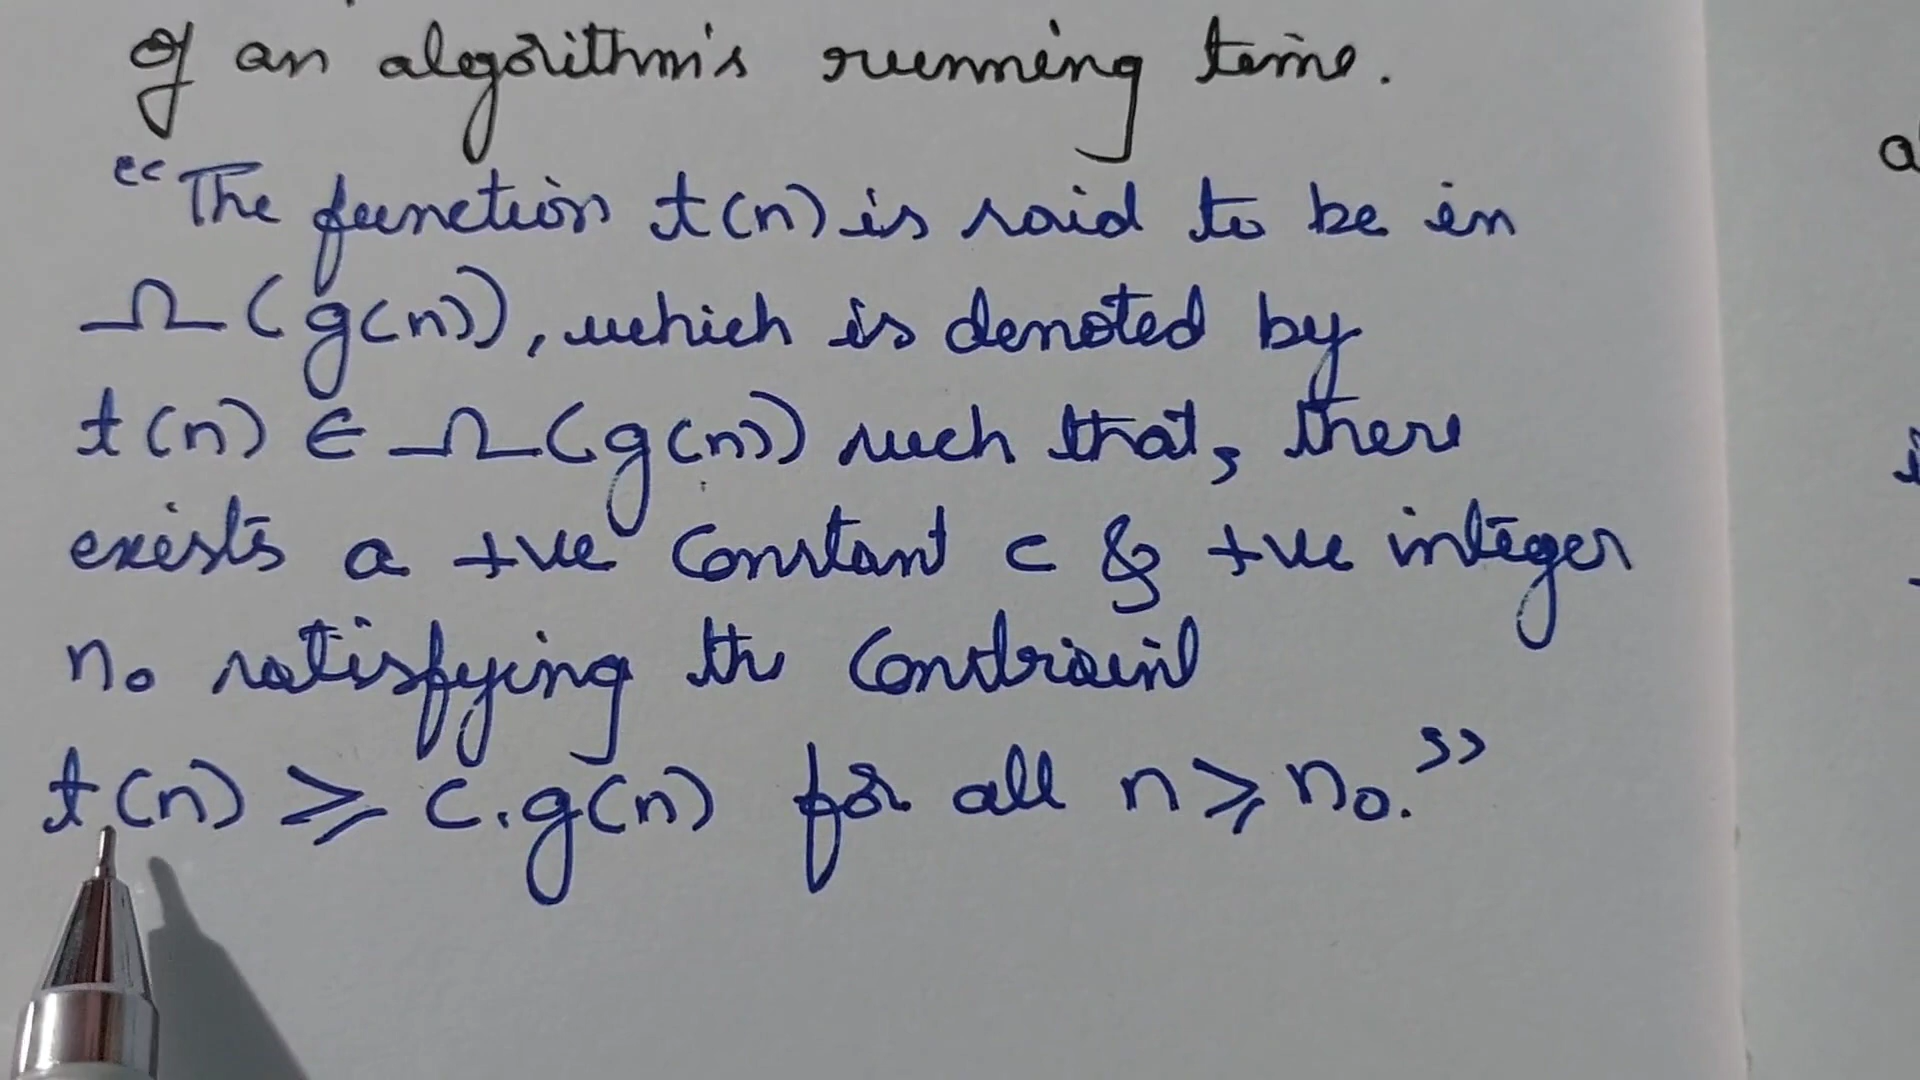 of an algorithm's running time.
"The function t(n) is said to be in
Ω(g(n)), which is denoted by
t(n) ∈ Ω(g(n)) such that, there
exists a +ve constant c & +ve integer
n₀ satisfying the constraint
t(n) ⩾ c.g(n) for all n ⩾ n₀."